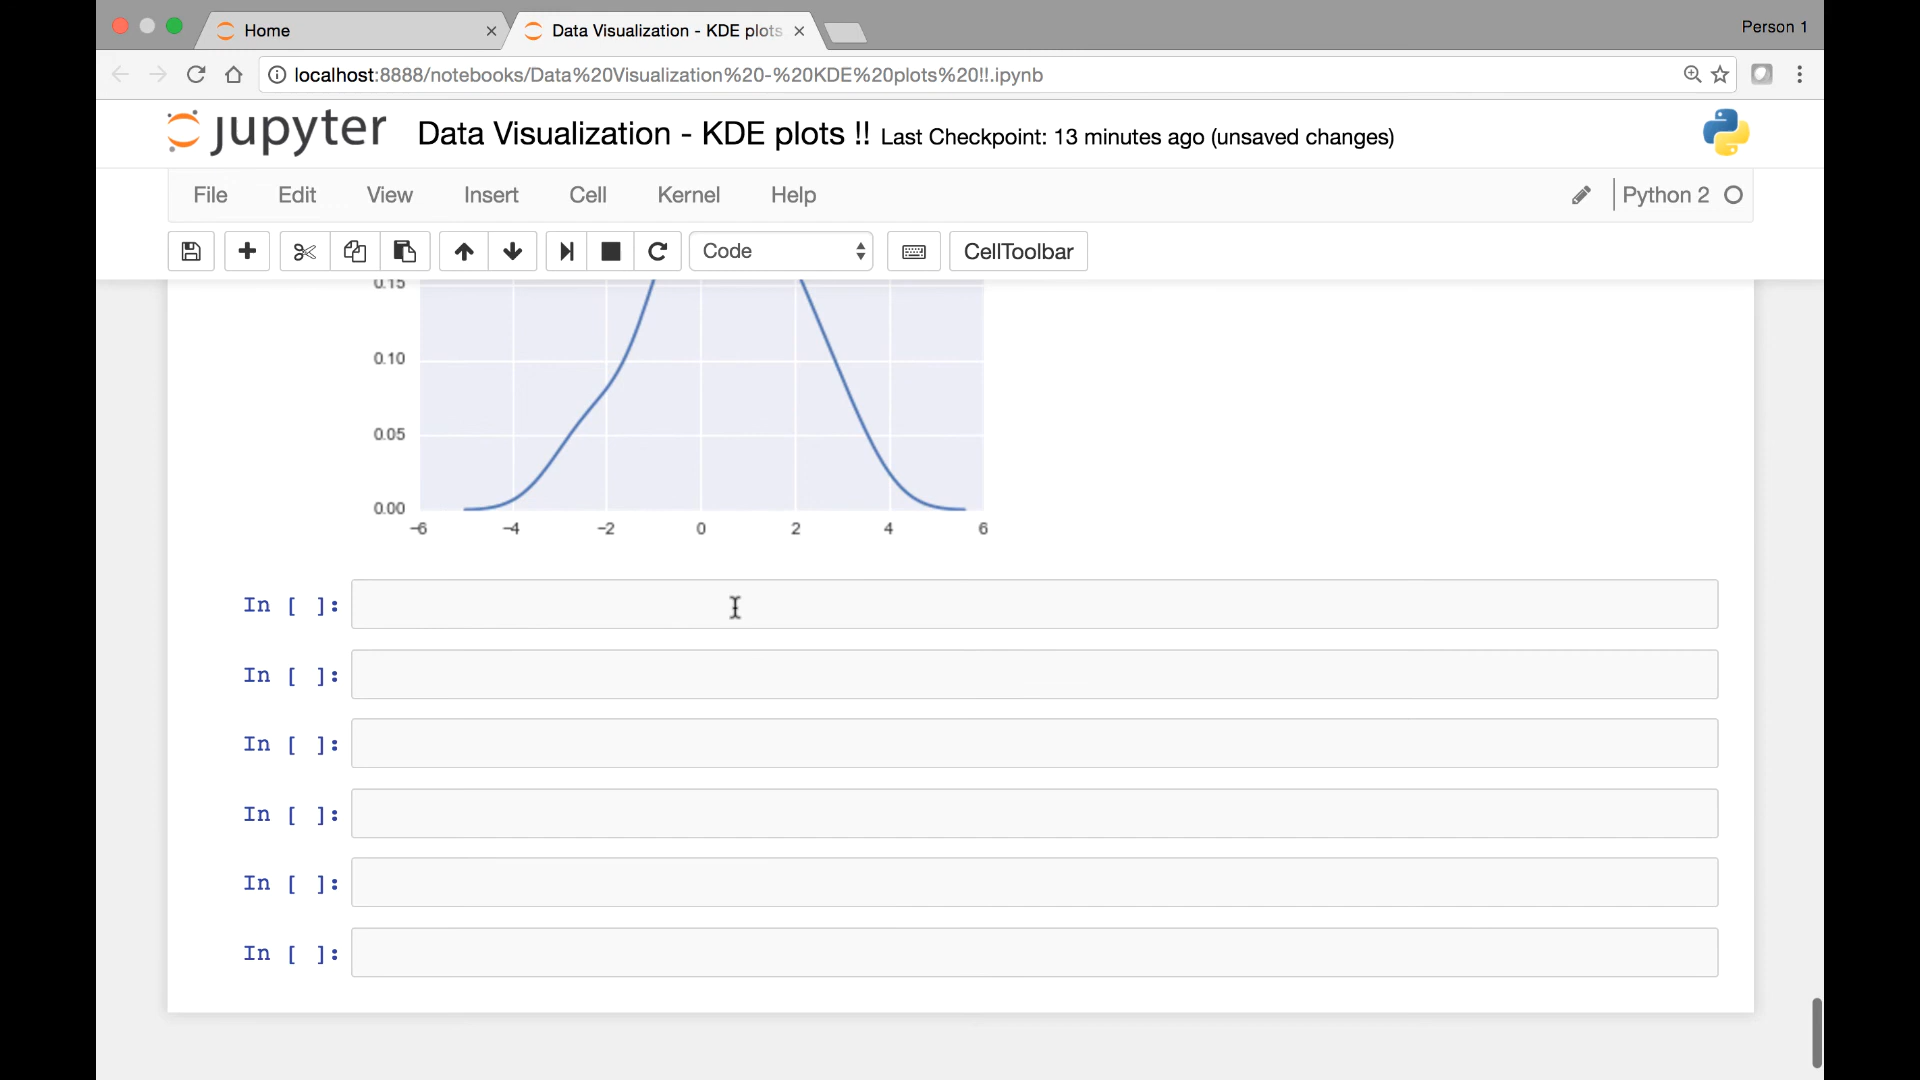 Home
Data Visualization - KDE plots
Person 1
localhost:8888/notebooks/Data%20Visualization%20-%20KDE%20plots%20!!.ipynb
jupyter Data Visualization - KDE plots !! Last Checkpoint: 13 minutes ago (unsaved changes)
File Edit View Insert Cell Kernel Help Python 2
Code CellToolbar
0.15
0.10
0.05
0.00
-6 -4 -2 0 2 4 6
In [ ]:
In [ ]:
In [ ]:
In [ ]:
In [ ]:
In [ ]: